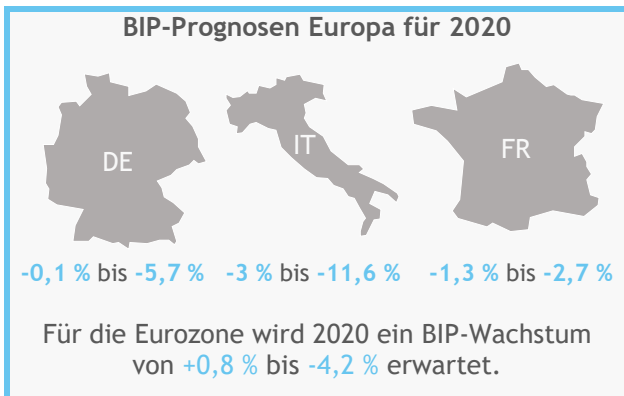 BIP-Prognosen Europa für 2020
DE
IT
FR
-0,1 % bis -5,7 %
-3 % bis -11,6 %
-1,3 % bis -2,7 %
Für die Eurozone wird 2020 ein BIP-Wachstum
von +0,8 % bis -4,2 % erwartet.